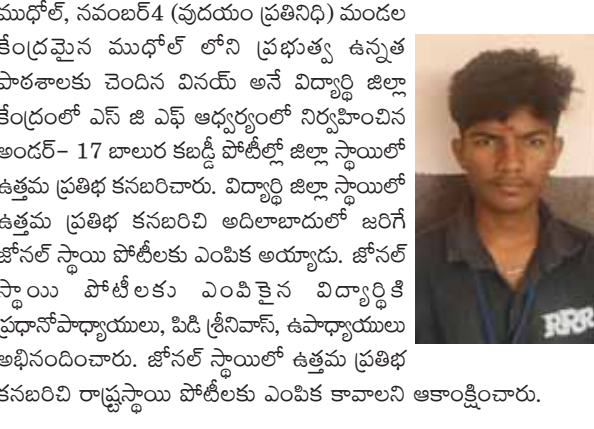 ముధోల్, నవంబర్4 (వుదయం ప్రతినిధి) మండల
కేంద్రమైన ముధోల్ లోని ప్రభుత్వ ఉన్నత
పాఠశాలకు చెందిన వినయ్ అనే విద్యార్థి జిల్లా
కేంద్రంలో ఎస్ జి ఎఫ్ ఆధ్వర్యంలో నిర్వహించిన
అండర్- 17 బాలుర కబడ్డీ పోటీల్లో జిల్లా స్థాయిలో
ఉత్తమ ప్రతిభ కనబరిచారు. విద్యార్థి జిల్లా స్థాయిలో
ఉత్తమ ప్రతిభ కనబరిచి అదిలాబాదులో జరిగే
జోనల్ స్థాయి పోటీలకు ఎంపిక అయ్యాడు. జోనల్
స్థాయి పోటీలకు ఎంపికైన విద్యార్థికి
ప్రధానోపాధ్యాయులు, పిడి శ్రీనివాస్, ఉపాధ్యాయులు
అభినందించారు. జోనల్ స్థాయిలో ఉత్తమ ప్రతిభ
కనబరిచి రాష్ట్రస్థాయి పోటీలకు ఎంపిక కావాలని ఆకాంక్షించారు.
RRR